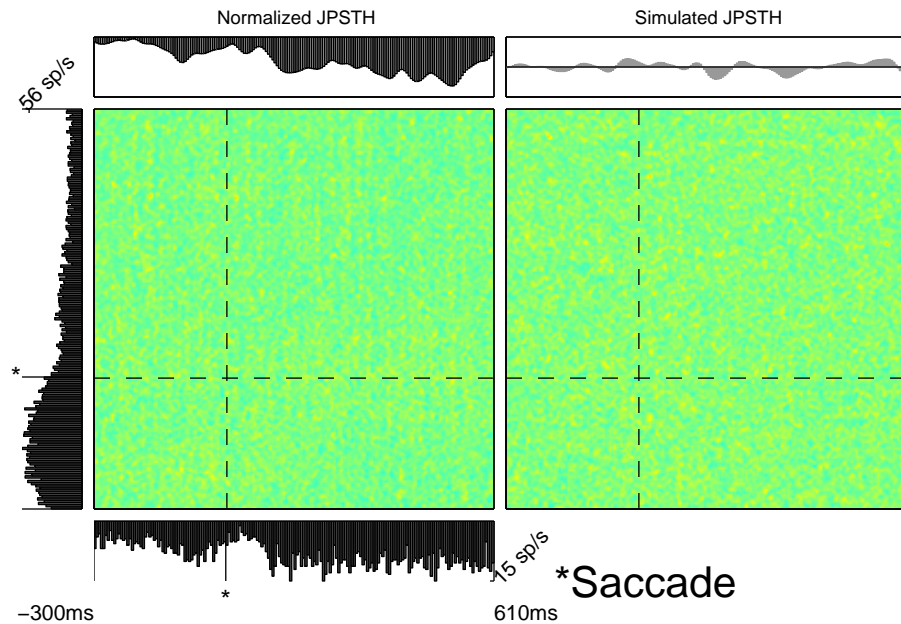 Normalized JPSTH
Simulated JPSTH
56 sp/s
*
15 sp/s
*Saccade
*
−300ms
610ms